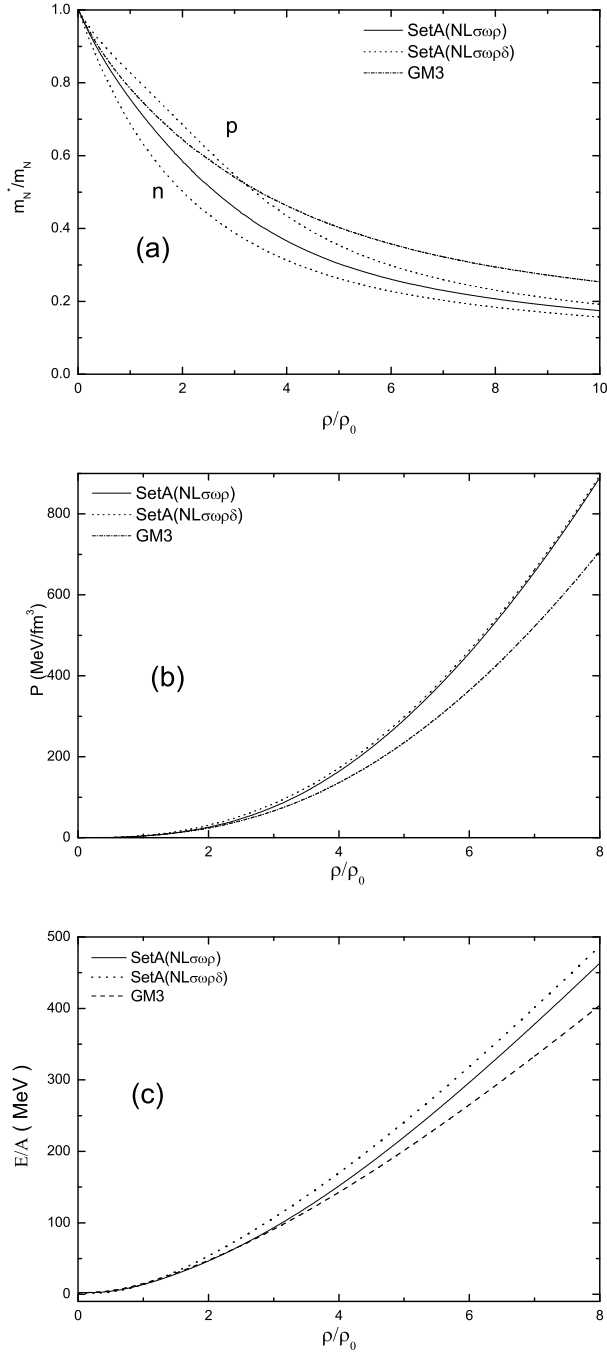 1.0
SetA(NLσωρ)
SetA(NLσωρδ)
GM3
0.8
p
0.6
m*N/mN
n
0.4
(a)
0.2
0.0
0 2 4 6 8 10
ρ/ρ0
SetA(NLσωρ)
SetA(NLσωρδ)
GM3
800
600
P (MeV/fm3)
400
(b)
200
0
0 2 4 6 8
ρ/ρ0
500
SetA(NLσωρ)
SetA(NLσωρδ)
GM3
400
300
(c)
E/A ( MeV )
200
100
0
0 2 4 6 8
ρ/ρ0